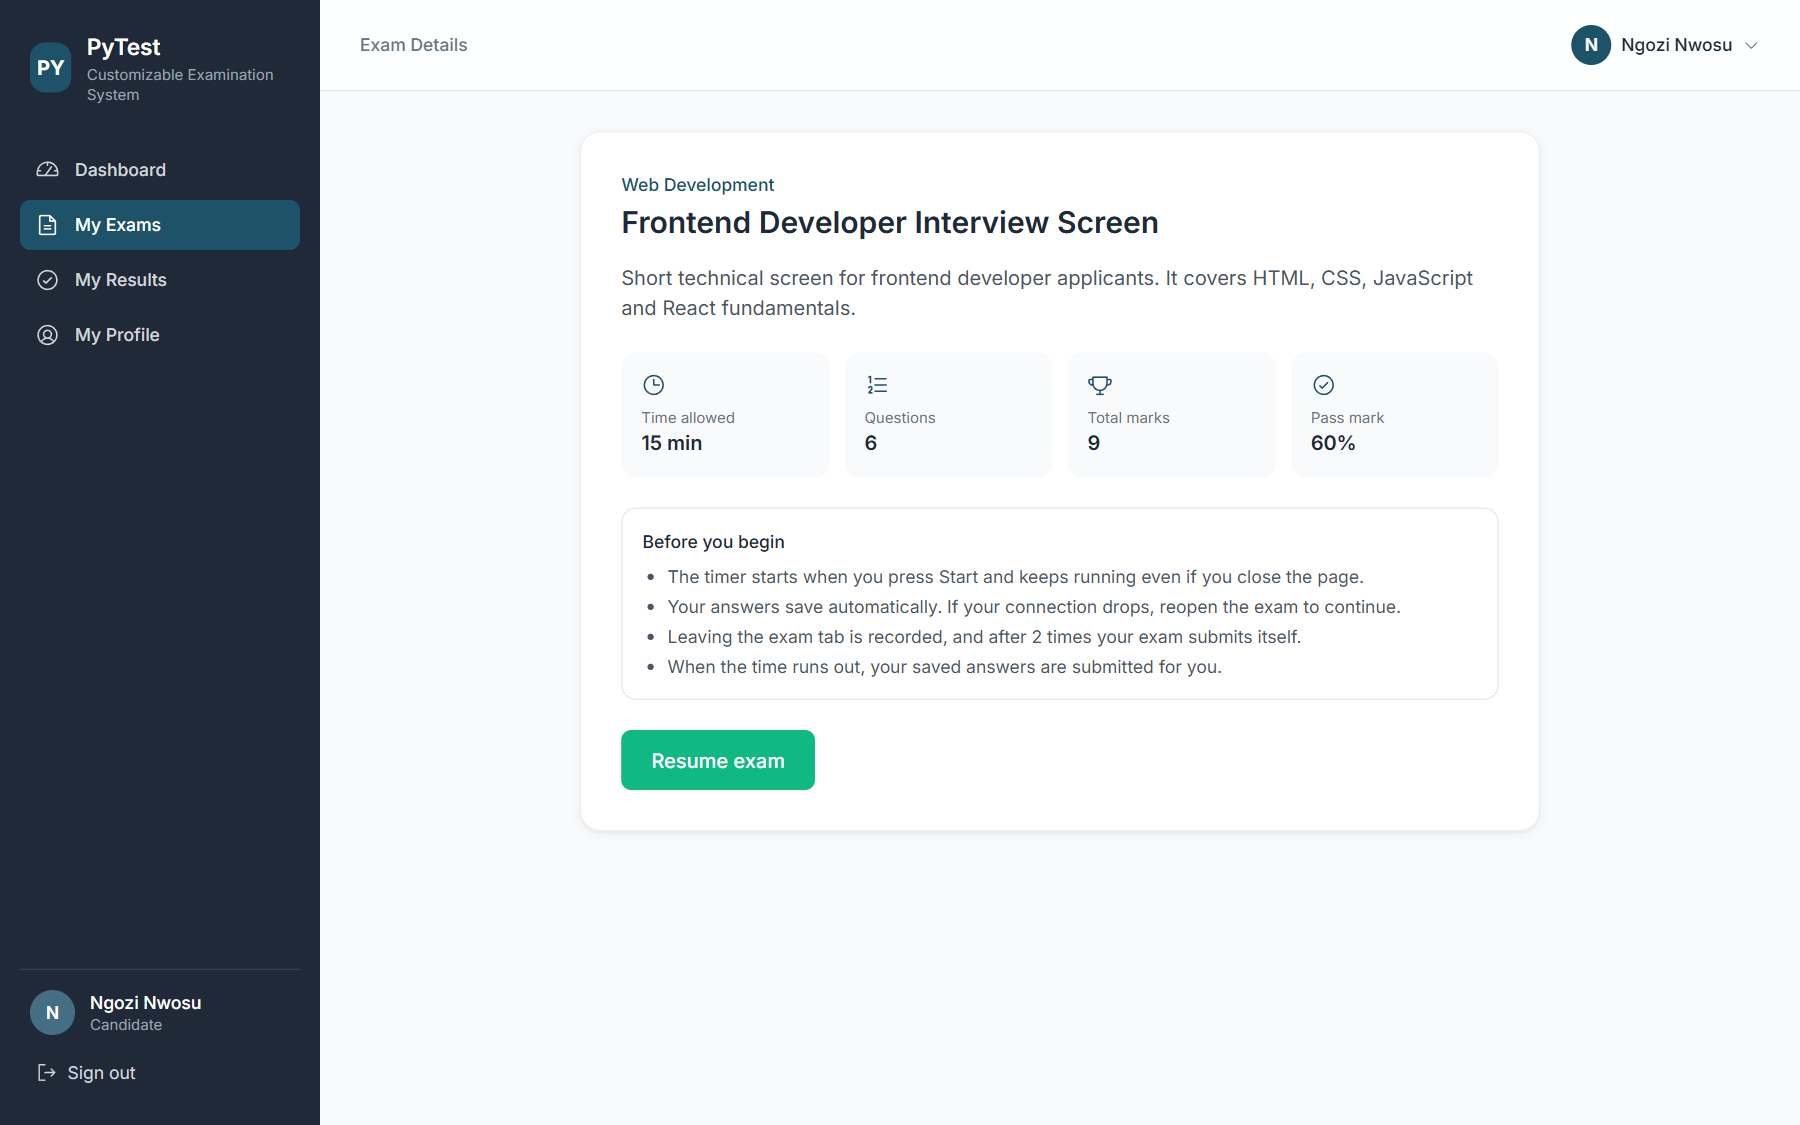 PY
PyTest
Customizable Examination
System
Dashboard
My Exams
My Results
My Profile
N
Ngozi Nwosu
Candidate
Sign out
Exam Details
N
Ngozi Nwosu
Web Development
Frontend Developer Interview Screen
Short technical screen for frontend developer applicants. It covers HTML, CSS, JavaScript
and React fundamentals.
Time allowed
15 min
Questions
6
Total marks
9
Pass mark
60%
Before you begin
• The timer starts when you press Start and keeps running even if you close the page.
• Your answers save automatically. If your connection drops, reopen the exam to continue.
• Leaving the exam tab is recorded, and after 2 times your exam submits itself.
• When the time runs out, your saved answers are submitted for you.
Resume exam